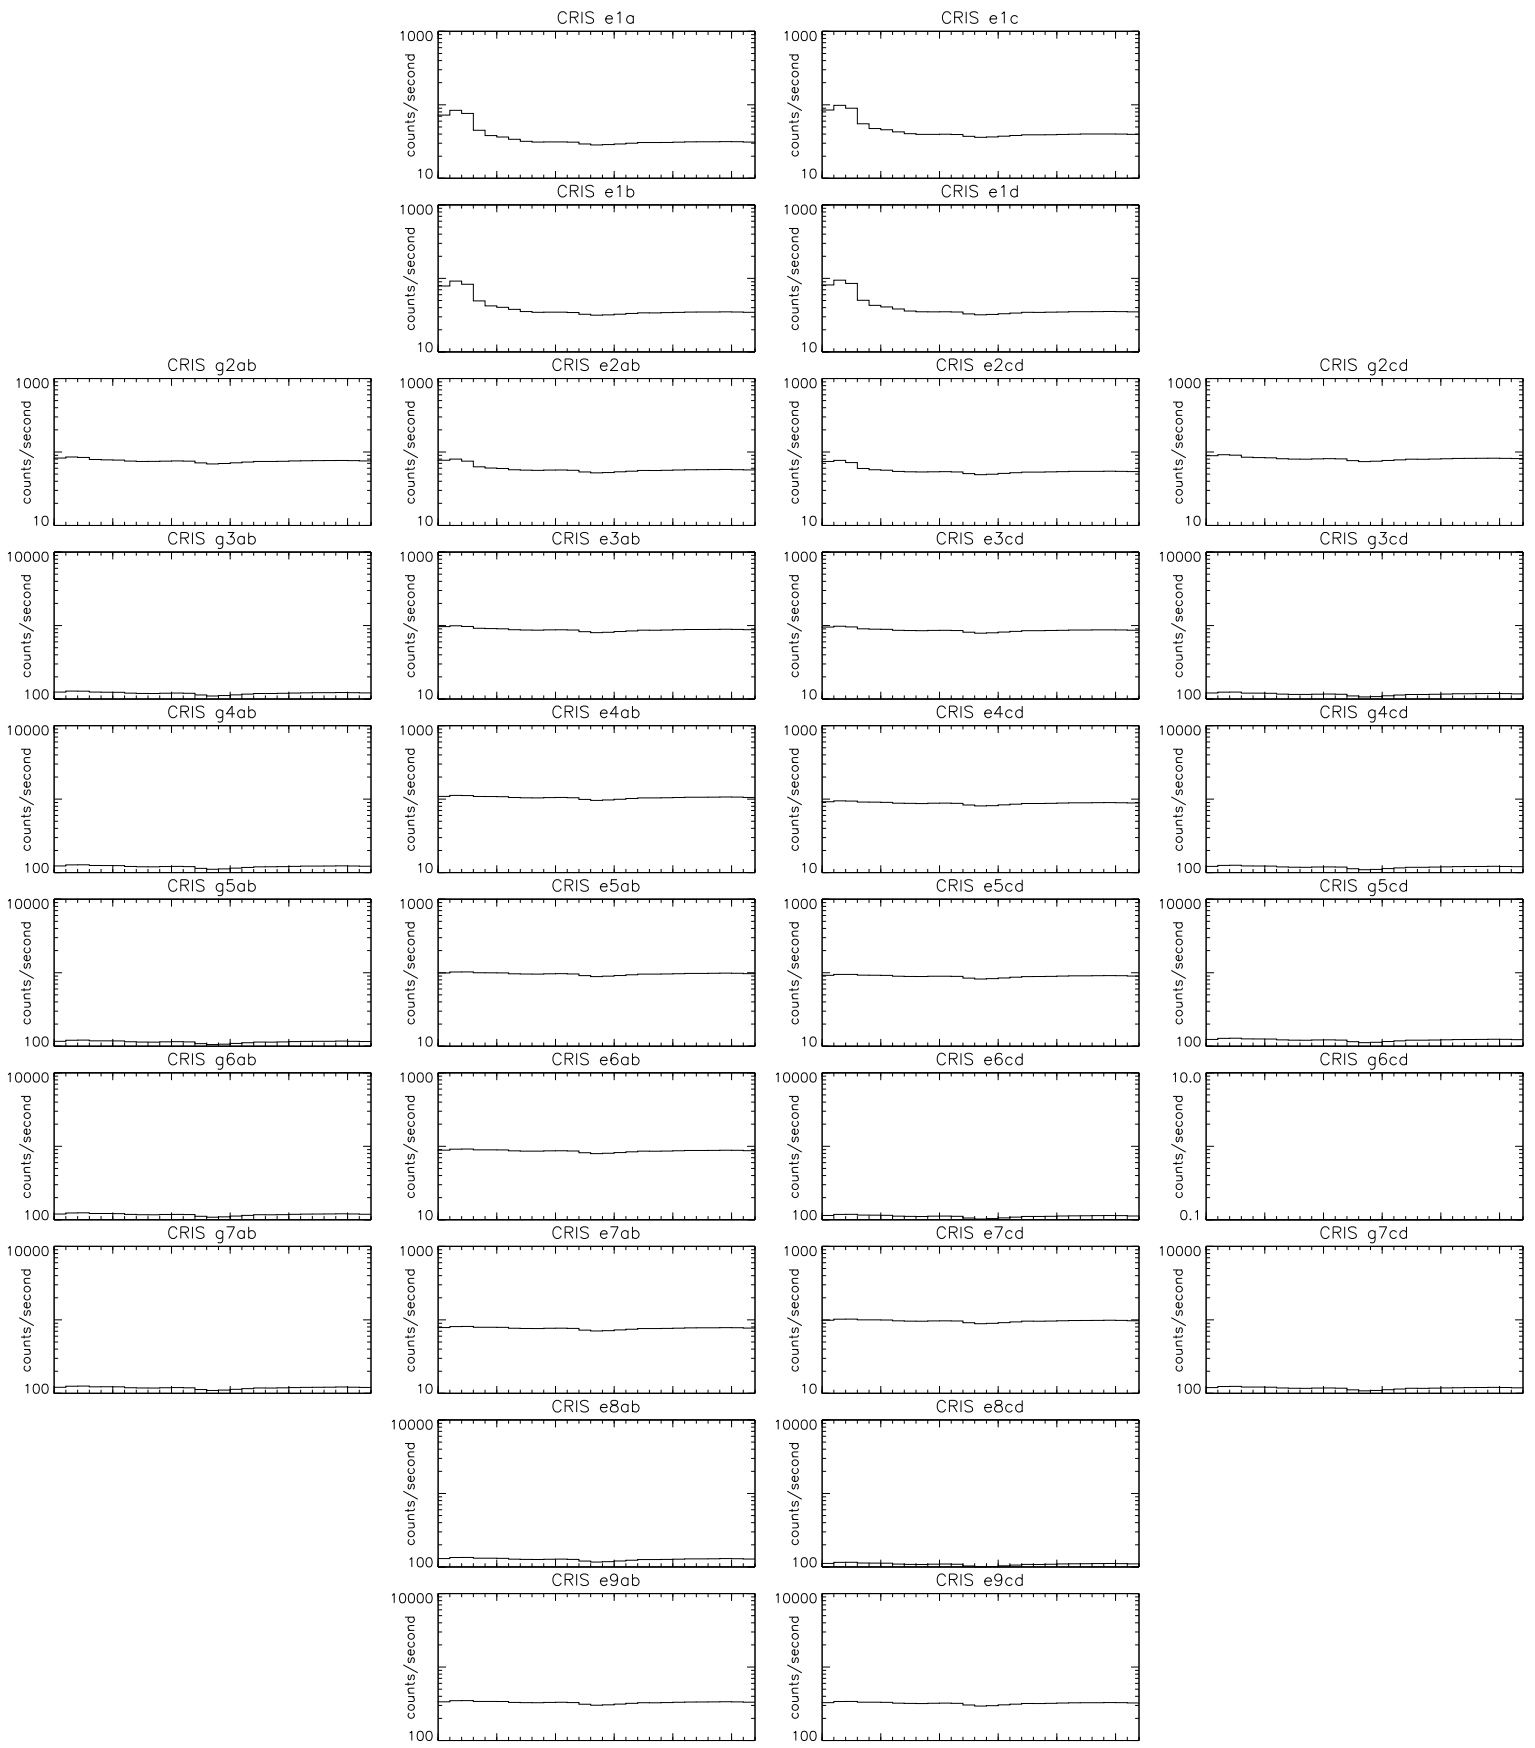 CRIS e1a CRIS e1c
1000 1000
counts/second counts/second
10 10
CRIS e1b CRIS e1d
1000 1000
counts/second counts/second
10 10
CRIS g2ab CRIS e2ab CRIS e2cd CRIS g2cd
1000 1000 1000 1000
counts/second counts/second counts/second counts/second
10 10 10 10
CRIS g3ab CRIS e3ab CRIS e3cd CRIS g3cd
10000 1000 1000 10000
counts/second counts/second counts/second counts/second
100 10 10 100
CRIS g4ab CRIS e4ab CRIS e4cd CRIS g4cd
10000 1000 1000 10000
counts/second counts/second counts/second counts/second
100 10 10 100
CRIS g5ab CRIS e5ab CRIS e5cd CRIS g5cd
10000 1000 1000 10000
counts/second counts/second counts/second counts/second
100 10 10 100
CRIS g6ab CRIS e6ab CRIS e6cd CRIS g6cd
10000 1000 10000 10.0
counts/second counts/second counts/second counts/second
100 10 100 0.1
CRIS g7ab CRIS e7ab CRIS e7cd CRIS g7cd
10000 1000 1000 10000
counts/second counts/second counts/second counts/second
100 10 10 100
CRIS e8ab CRIS e8cd
10000 10000
counts/second counts/second
100 100
CRIS e9ab CRIS e9cd
10000 10000
counts/second counts/second
100 100